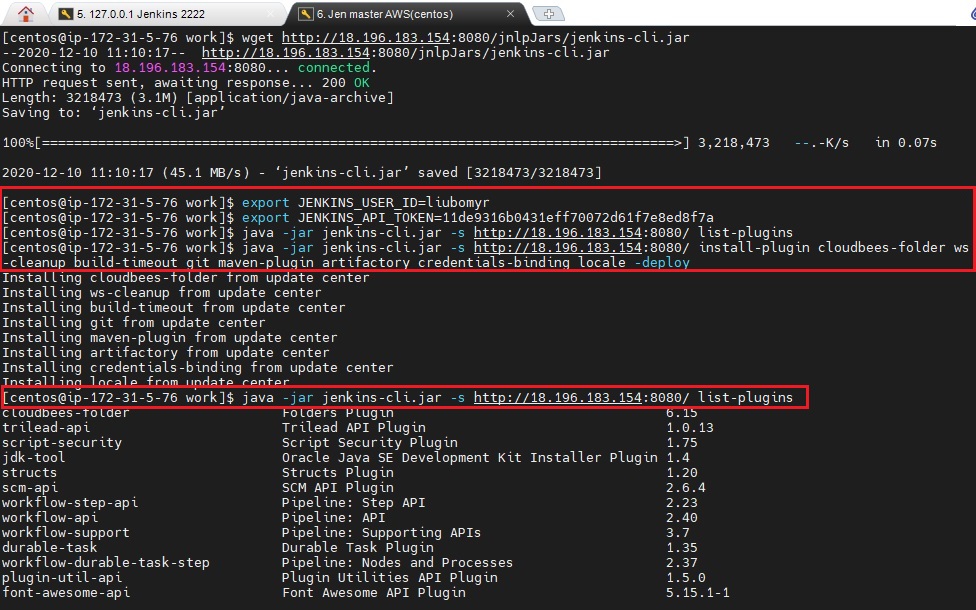 5. 127.0.0.1 Jenkins 2222
6. Jen master AWS(centos)
[centos@ip-172-31-5-76 work]$ wget http://18.196.183.154:8080/jnlpJars/jenkins-cli.jar
--2020-12-10 11:10:17--  http://18.196.183.154:8080/jnlpJars/jenkins-cli.jar
Connecting to 18.196.183.154:8080... connected.
HTTP request sent, awaiting response... 200 OK
Length: 3218473 (3.1M) [application/java-archive]
Saving to: ‘jenkins-cli.jar’
100%[===============================================================================>] 3,218,473   --.-K/s   in 0.07s
2020-12-10 11:10:17 (45.1 MB/s) - ‘jenkins-cli.jar’ saved [3218473/3218473]
[centos@ip-172-31-5-76 work]$ export JENKINS_USER_ID=liubomyr
[centos@ip-172-31-5-76 work]$ export JENKINS_API_TOKEN=11de9316b0431eff70072d61f7e8ed8f7a
[centos@ip-172-31-5-76 work]$ java -jar jenkins-cli.jar -s http://18.196.183.154:8080/ list-plugins
[centos@ip-172-31-5-76 work]$ java -jar jenkins-cli.jar -s http://18.196.183.154:8080/ install-plugin cloudbees-folder ws
-cleanup build-timeout git maven-plugin artifactory credentials-binding locale -deploy
Installing cloudbees-folder from update center
Installing ws-cleanup from update center
Installing build-timeout from update center
Installing git from update center
Installing maven-plugin from update center
Installing artifactory from update center
Installing credentials-binding from update center
Installing locale from update center
[centos@ip-172-31-5-76 work]$ java -jar jenkins-cli.jar -s http://18.196.183.154:8080/ list-plugins
cloudbees-folder Folders Plugin 6.15
trilead-api Trilead API Plugin 1.0.13
script-security Script Security Plugin 1.75
jdk-tool Oracle Java SE Development Kit Installer Plugin 1.4
structs Structs Plugin 1.20
scm-api SCM API Plugin 2.6.4
workflow-step-api Pipeline: Step API 2.23
workflow-api Pipeline: API 2.40
workflow-support Pipeline: Supporting APIs 3.7
durable-task Durable Task Plugin 1.35
workflow-durable-task-step Pipeline: Nodes and Processes 2.37
plugin-util-api Plugin Utilities API Plugin 1.5.0
font-awesome-api Font Awesome API Plugin 5.15.1-1